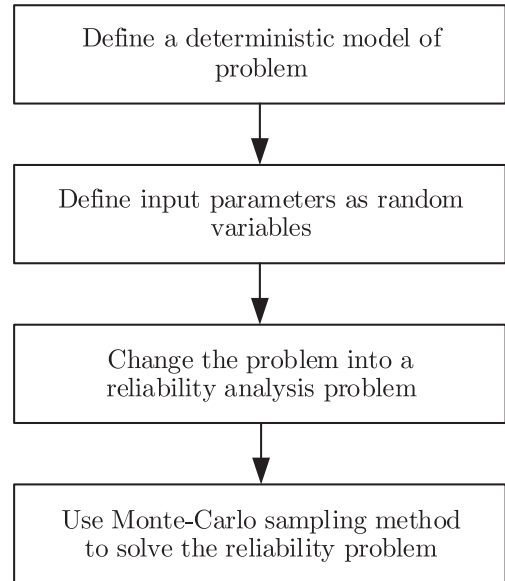 Define a deterministic model of
problem
Define input parameters as random
variables
Change the problem into a
reliability analysis problem
Use Monte-Carlo sampling method
to solve the reliability problem